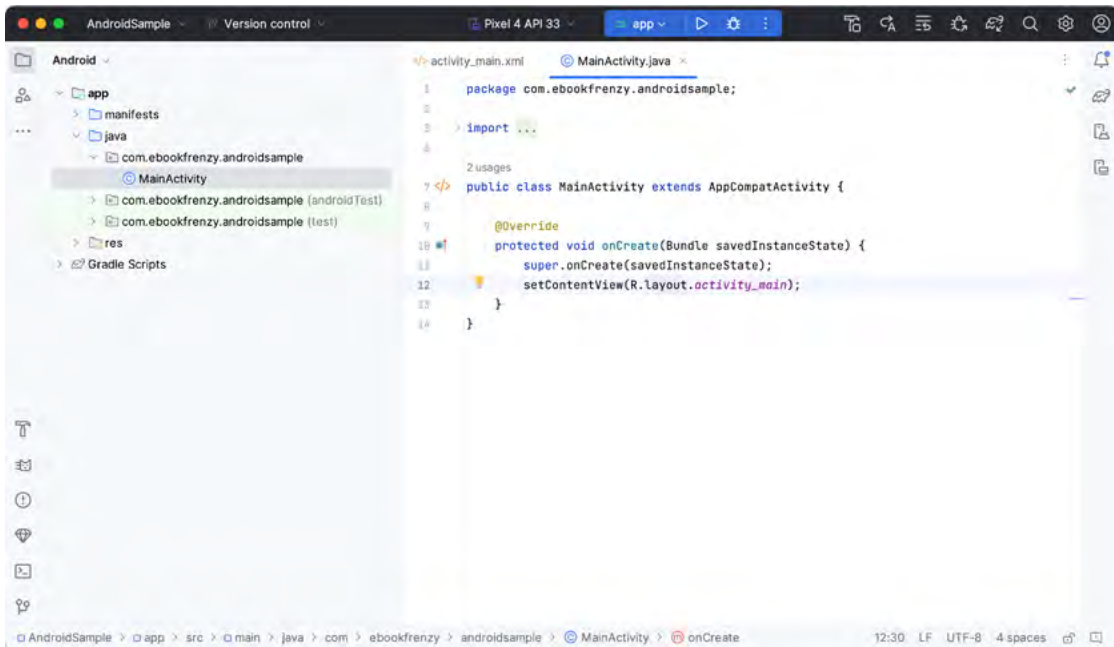 AndroidSample Version control Pixel 4 API 33 app
Android
app
manifests
java
com.ebookfrenzy.androidsample
MainActivity
com.ebookfrenzy.androidsample (androidTest)
com.ebookfrenzy.androidsample (test)
res
Gradle Scripts
activity_main.xml MainActivity.java
1 package com.ebookfrenzy.androidsample;
2
3 import ...
6
2 usages
7 public class MainActivity extends AppCompatActivity {
8
9 @Override
10 protected void onCreate(Bundle savedInstanceState) {
11 super.onCreate(savedInstanceState);
12 setContentView(R.layout.activity_main);
13 }
14 }
AndroidSample > app > src > main > java > com > ebookfrenzy > androidsample > MainActivity > onCreate 12:30 LF UTF-8 4 spaces